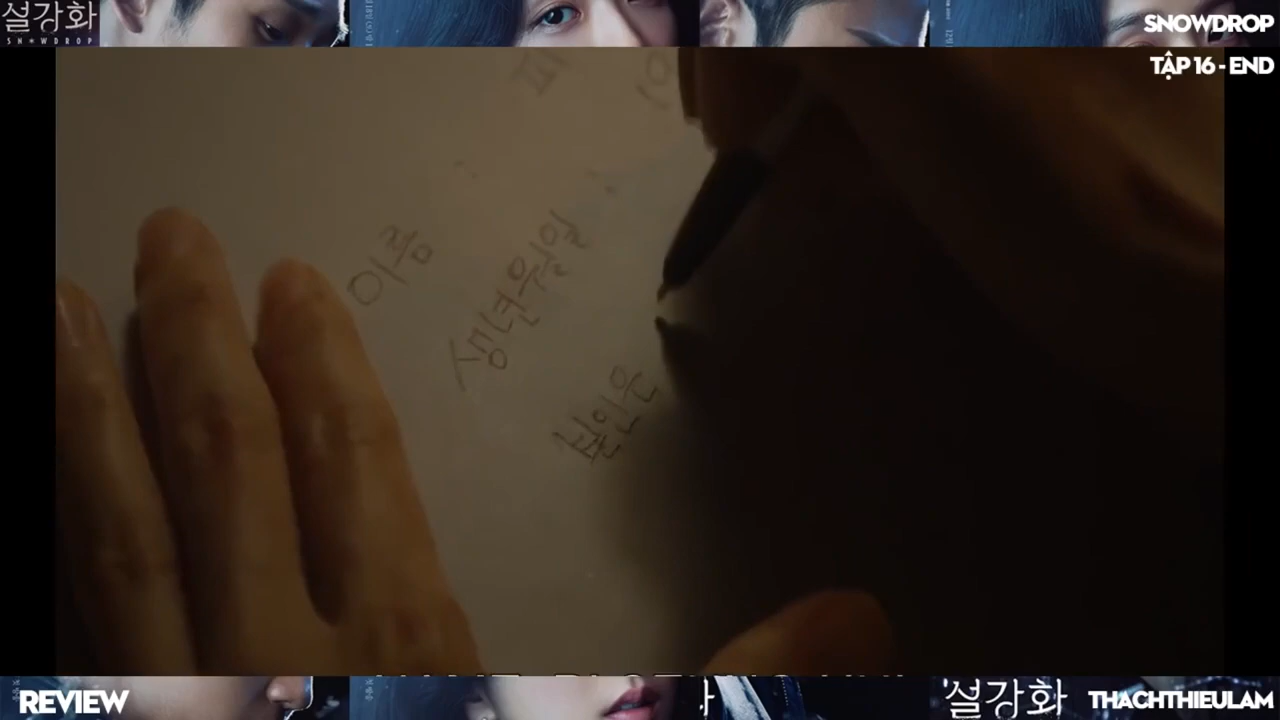 설강화
SNOWDROP
SNOWDROP
TẬP 16 - END
이름
생년월일
본인은
REVIEW
설강화
THACHTHIEULAM